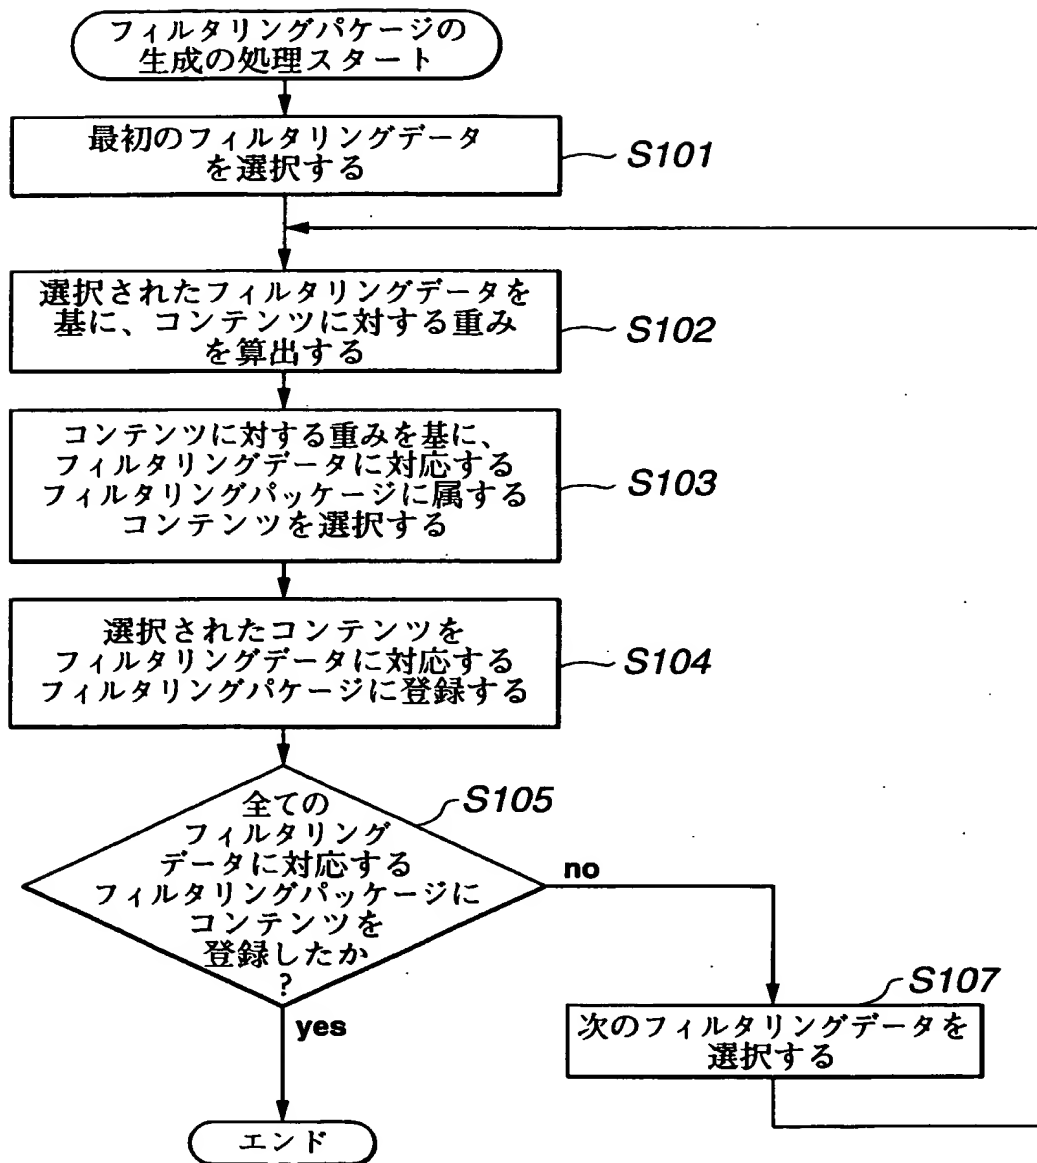 フィルタリングパケージの
生成の処理スタート
最初のフィルタリングデータ
を選択する
S101
選択されたフィルタリングデータを
基に、コンテンツに対する重み
を算出する
S102
コンテンツに対する重みを基に、
フィルタリングデータに対応する
フィルタリングパッケージに属する
コンテンツを選択する
S103
選択されたコンテンツを
フィルタリングデータに対応する
フィルタリングパケージに登録する
S104
全ての
フィルタリング
データに対応する
フィルタリングパッケージに
コンテンツを
登録したか
?
S105
no
yes
S107
次のフィルタリングデータを
選択する
エンド